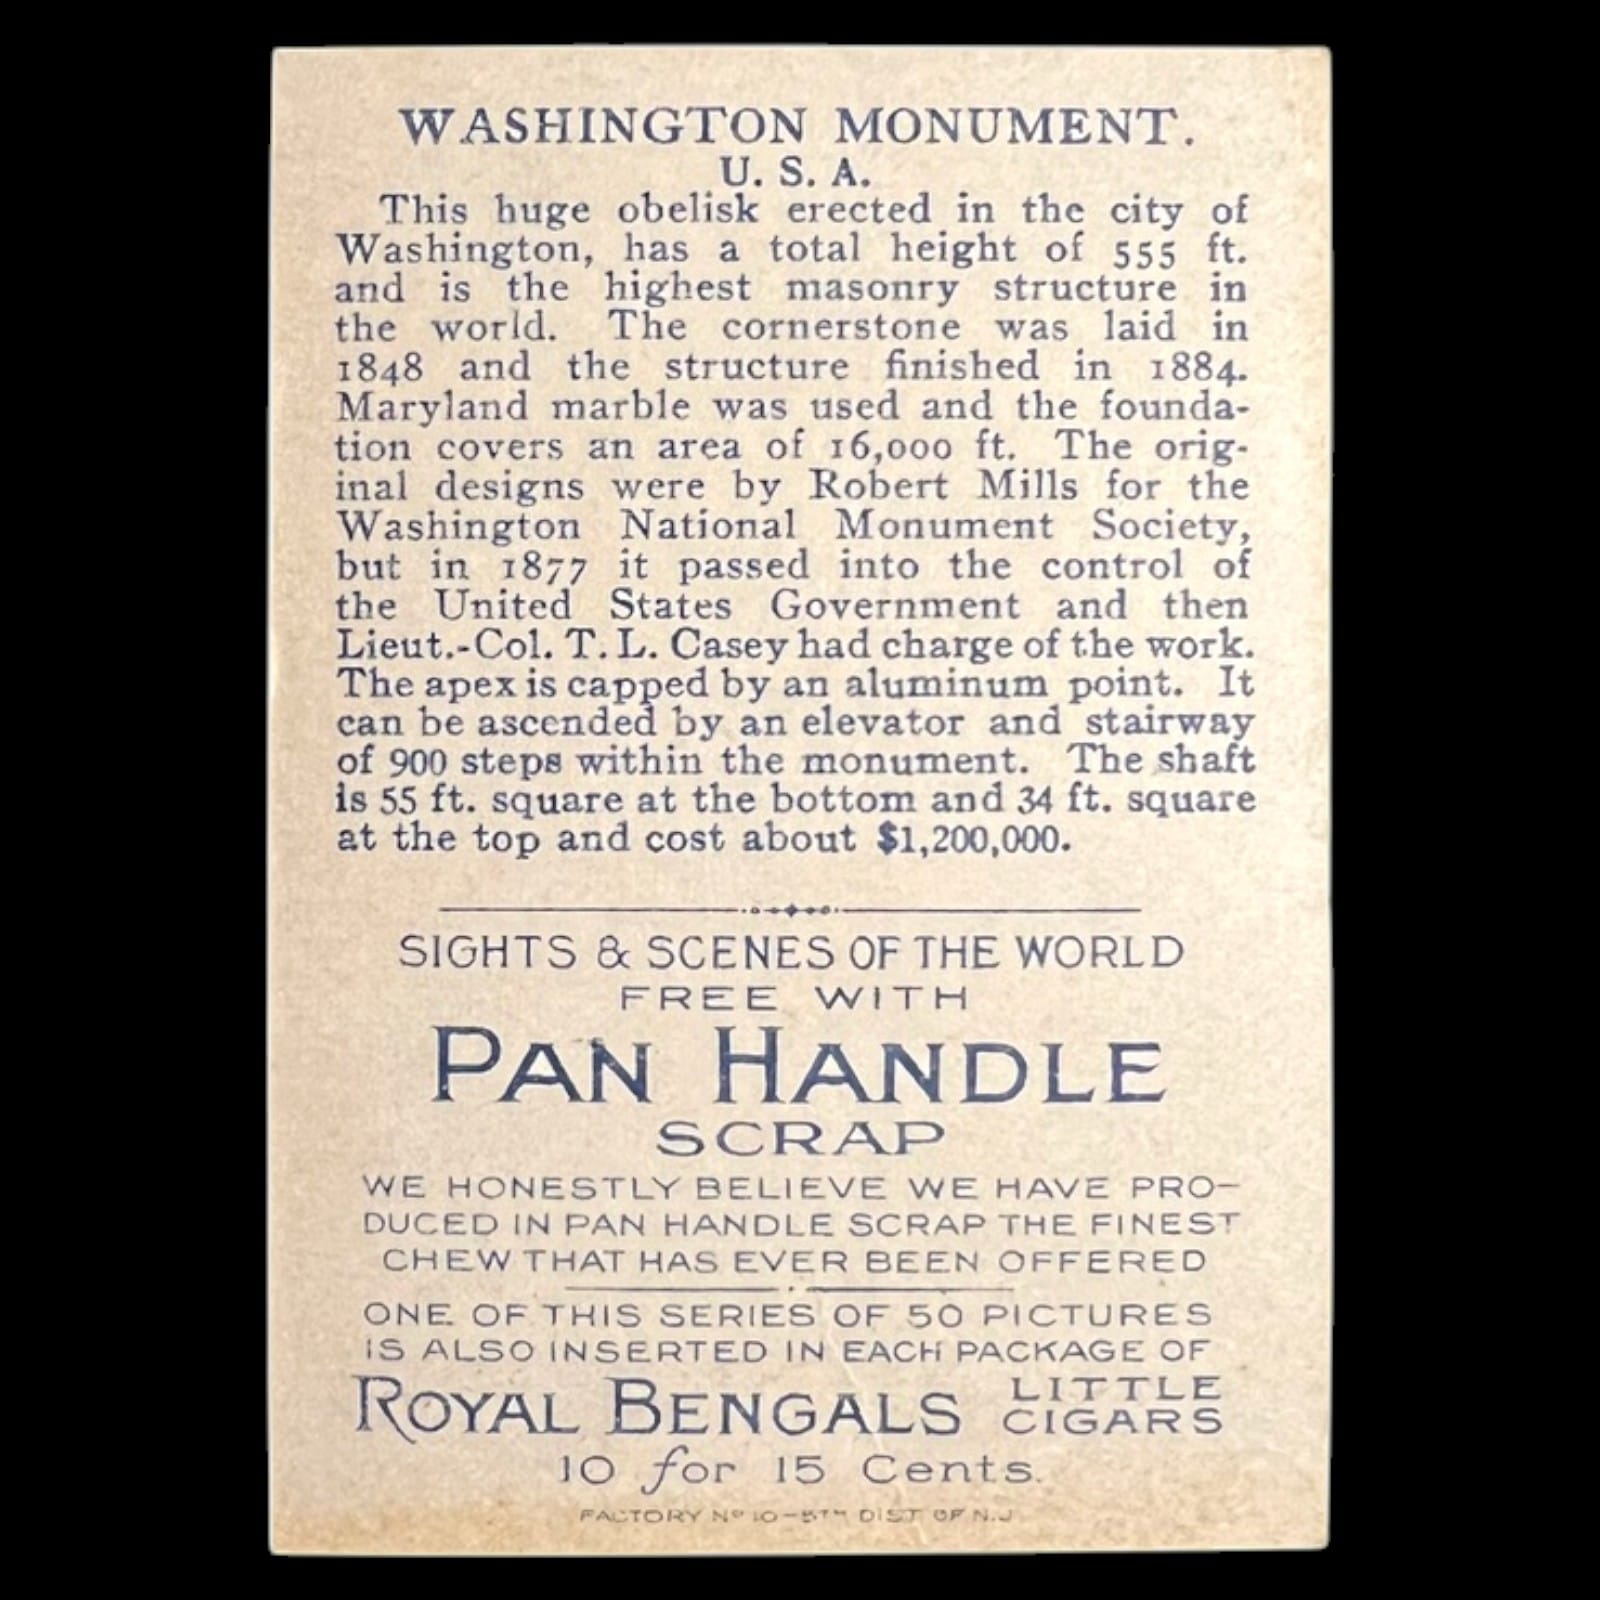 WASHINGTON MONUMENT.
U. S. A.
This huge obelisk erected in the city of
Washington, has a total height of 555 ft.
and is the highest masonry structure in
the world. The cornerstone was laid in
1848 and the structure finished in 1884.
Maryland marble was used and the founda-
tion covers an area of 16,000 ft. The orig-
inal designs were by Robert Mills for the
Washington National Monument Society,
but in 1877 it passed into the control of
the United States Government and then
Lieut.-Col. T. L. Casey had charge of the work.
The apex is capped by an aluminum point. It
can be ascended by an elevator and stairway
of 900 steps within the monument. The shaft
is 55 ft. square at the bottom and 34 ft. square
at the top and cost about $1,200,000.
SIGHTS & SCENES OF THE WORLD
FREE WITH
PAN HANDLE
SCRAP
WE HONESTLY BELIEVE WE HAVE PRO-
DUCED IN PAN HANDLE SCRAP THE FINEST
CHEW THAT HAS EVER BEEN OFFERED
ONE OF THIS SERIES OF 50 PICTURES
IS ALSO INSERTED IN EACH PACKAGE OF
ROYAL BENGALS LITTLE CIGARS
10 for 15 Cents.
FACTORY Nº 10-5TH DIST OF N.J.